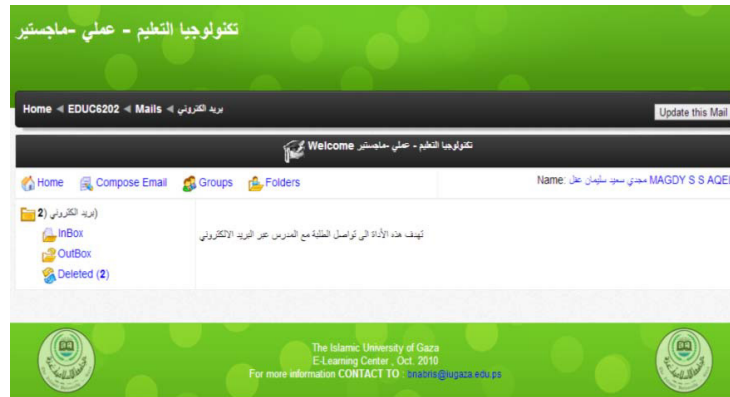 تكنولوجيا التعليم - عملي -ماجستير
Home ◄ EDUC6202 ◄ Mails ◄ بريد الكتروني
Update this Mail
Welcome تكنولوجيا التعليم - عملي -ماجستير
Home Compose Email Groups Folders
Name: مجدي سعيد سليمان عقل MAGDY S S AQEL
بريد الكتروني (2)
InBox
OutBox
Deleted (2)
تهدف هذه الأداة الى تواصل الطلبة مع المدرس عبر البريد الالكتروني
The Islamic University of Gaza
E-Learning Center , Oct. 2010
For more information CONTACT TO : bnabris@iugaza.edu.ps